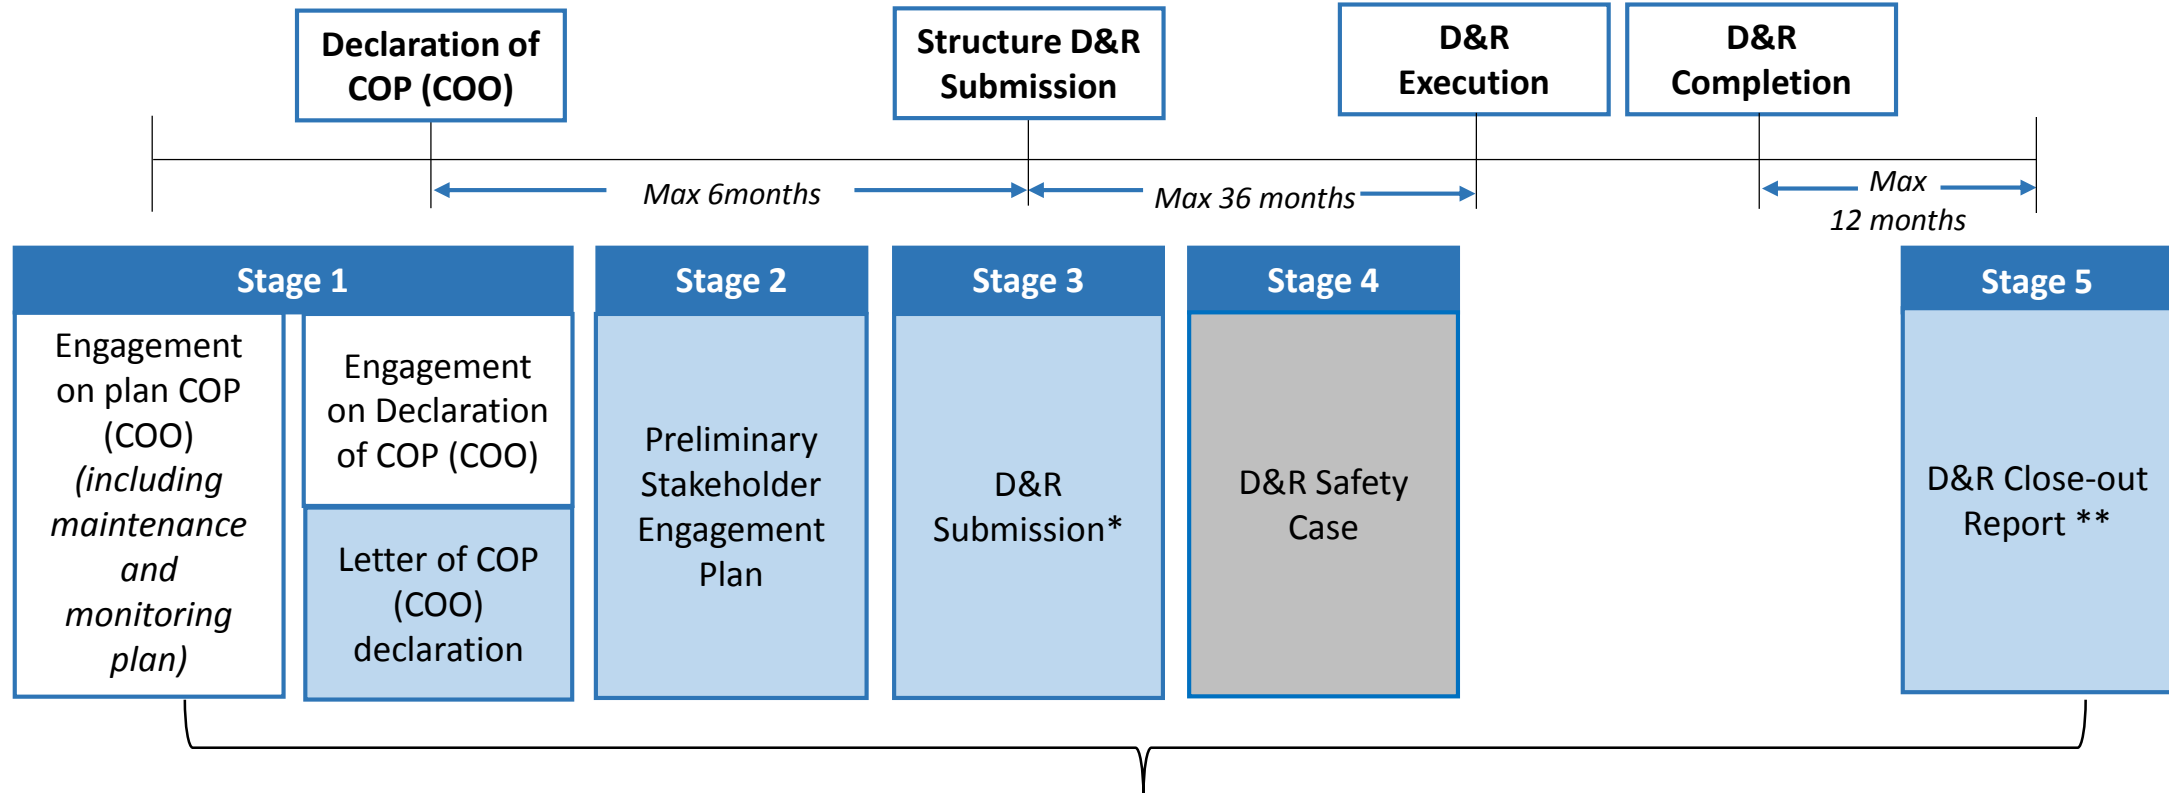 Declaration of
COP (COO)
Structure D&R
Submission
D&R
Execution
D&R
Completion
Max 6months
Max 36 months
Max
12 months
Stage 1
Engagement
on plan COP
(COO)
(including
maintenance
and
monitoring
plan)
Engagement
on Declaration
of COP (COO)
Letter of COP
(COO)
declaration
Stage 2
Preliminary
Stakeholder
Engagement
Plan
Stage 3
D&R
Submission*
Stage 4
D&R Safety
Case
Stage 5
D&R Close-out
Report **